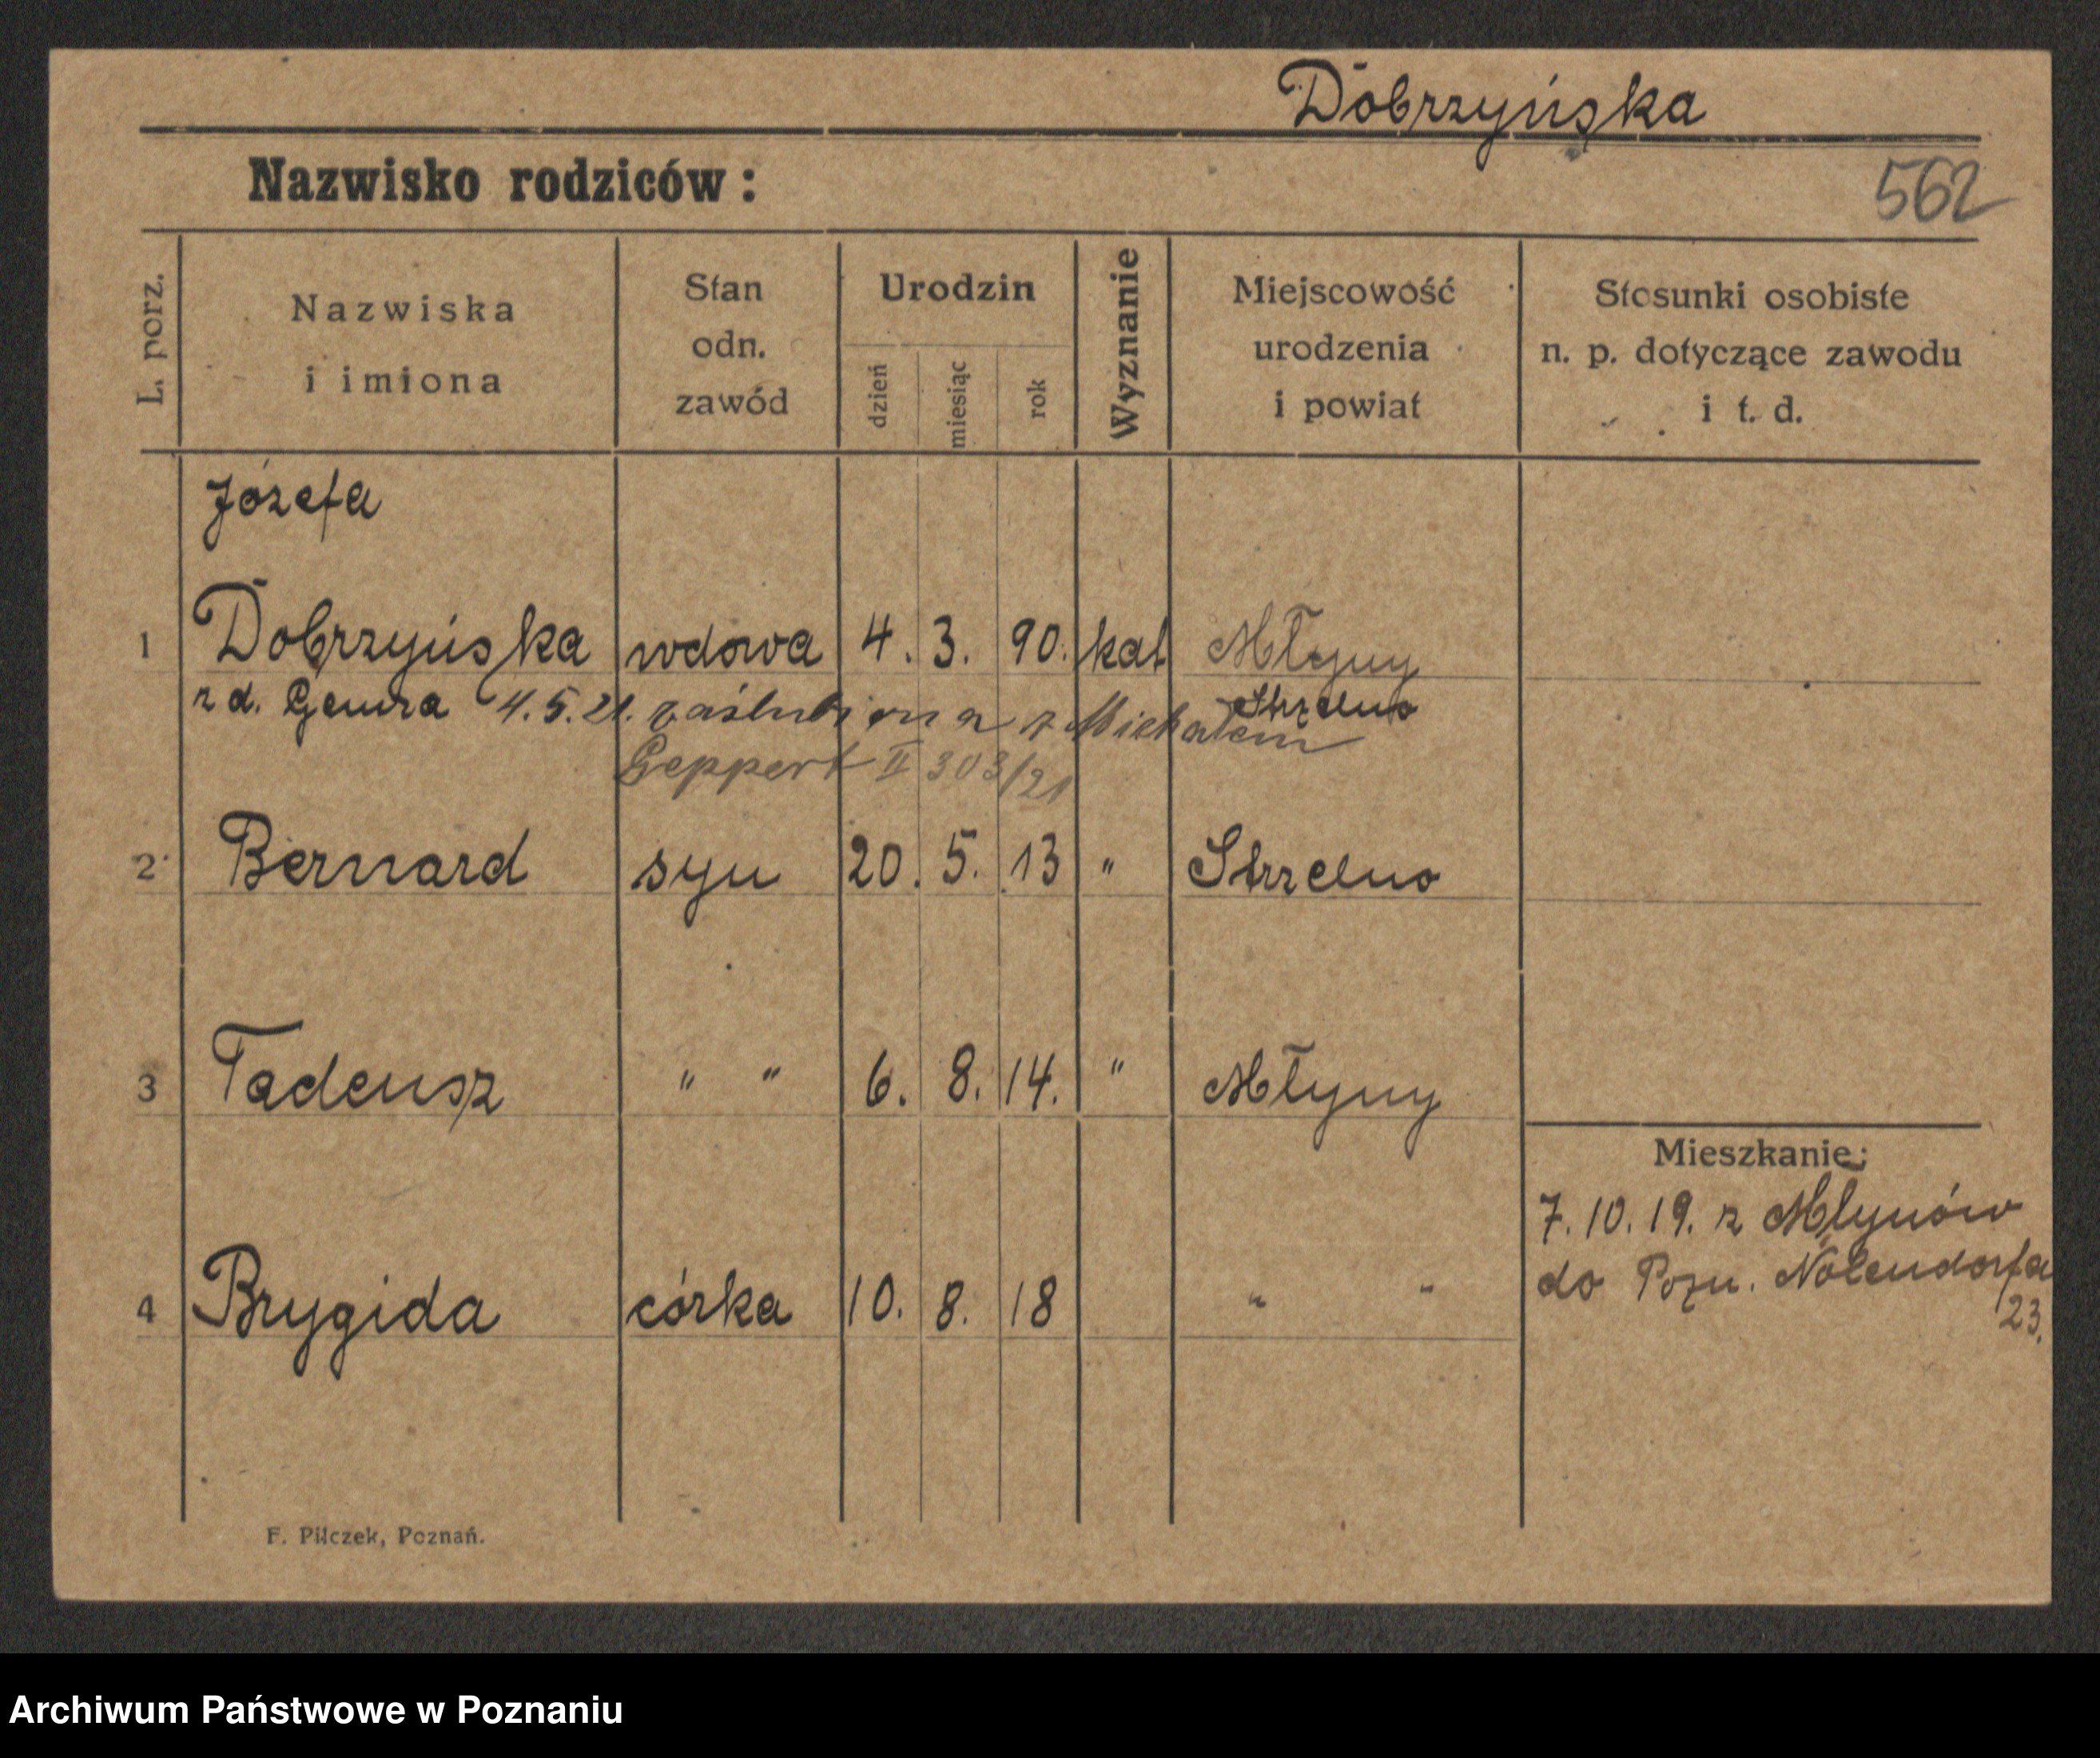 Dobrzyńska
Nazwisko rodziców:
562
L. porz.
Nazwiska
i imiona
Stan
odn.
zawód
Urodzin
dzień
miesiąc
rok
Wyznanie
Miejscowość
urodzenia
i powiat
Stosunki osobiste
n. p. dotyczące zawodu
i t. d.
Józefa
1 Dobrzyńska wdowa 4. 3. 90. kat Młyny
z d. 4.5.21. zaślubiona z Michałem Strzelno
Geppert II 303/21
2 Bernard syn 20. 5. 13 " Strzelno
3 Tadeusz " " 6. 8. 14. " Młyny
Mieszkanie:
7.10.19. z Młynów
do Pozn. Nolendorfa
23.
4 Brygida córka 10. 8. 18 " "
F. Pilczek, Poznań.
Archiwum Państwowe w Poznaniu